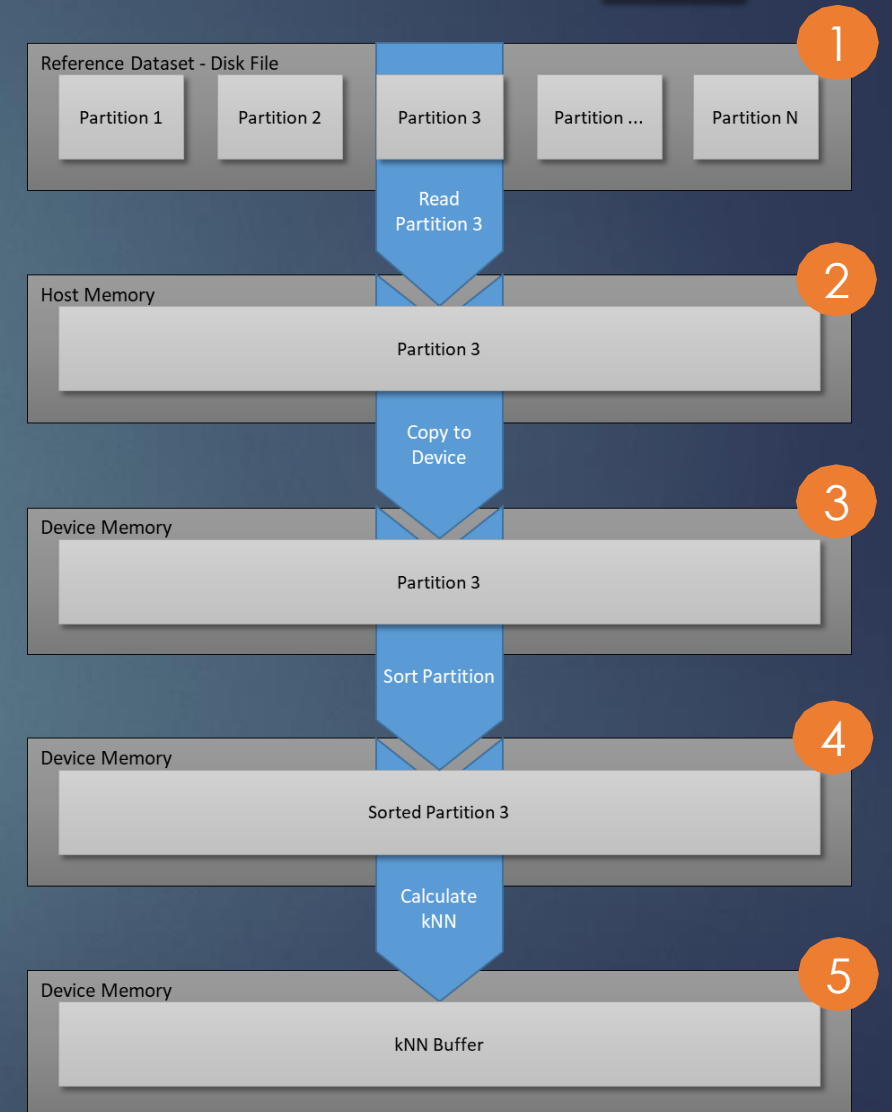 1
Reference Dataset - Disk File
Partition 1
Partition 2
Partition 3
Partition ...
Partition N
Read
Partition 3
2
Host Memory
Partition 3
Copy to
Device
3
Device Memory
Partition 3
Sort Partition
4
Device Memory
Sorted Partition 3
Calculate
kNN
5
Device Memory
kNN Buffer